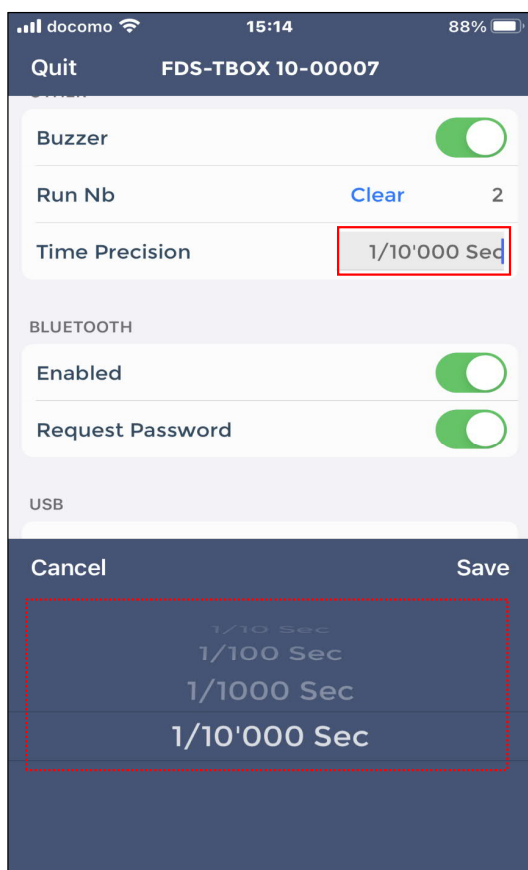 docomo 15:14 88%
Quit FDS-TBOX 10-00007
OTHER
Buzzer
Run Nb Clear 2
Time Precision 1/10'000 Sec
BLUETOOTH
Enabled
Request Password
USB
Cancel Save
1/10 Sec
1/100 Sec
1/1000 Sec
1/10'000 Sec